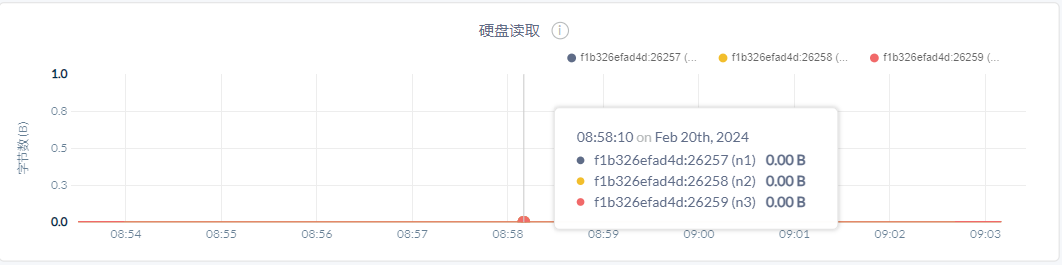 硬盘读取 i
f1b326efad4d:26257 (... f1b326efad4d:26258 (... f1b326efad4d:26259 (...
1.0
0.8
0.5
0.3
0.0
字节数 (B)
08:58:10 on Feb 20th, 2024
f1b326efad4d:26257 (n1) 0.00 B
f1b326efad4d:26258 (n2) 0.00 B
f1b326efad4d:26259 (n3) 0.00 B
08:54 08:55 08:56 08:57 08:58 08:59 09:00 09:01 09:02 09:03